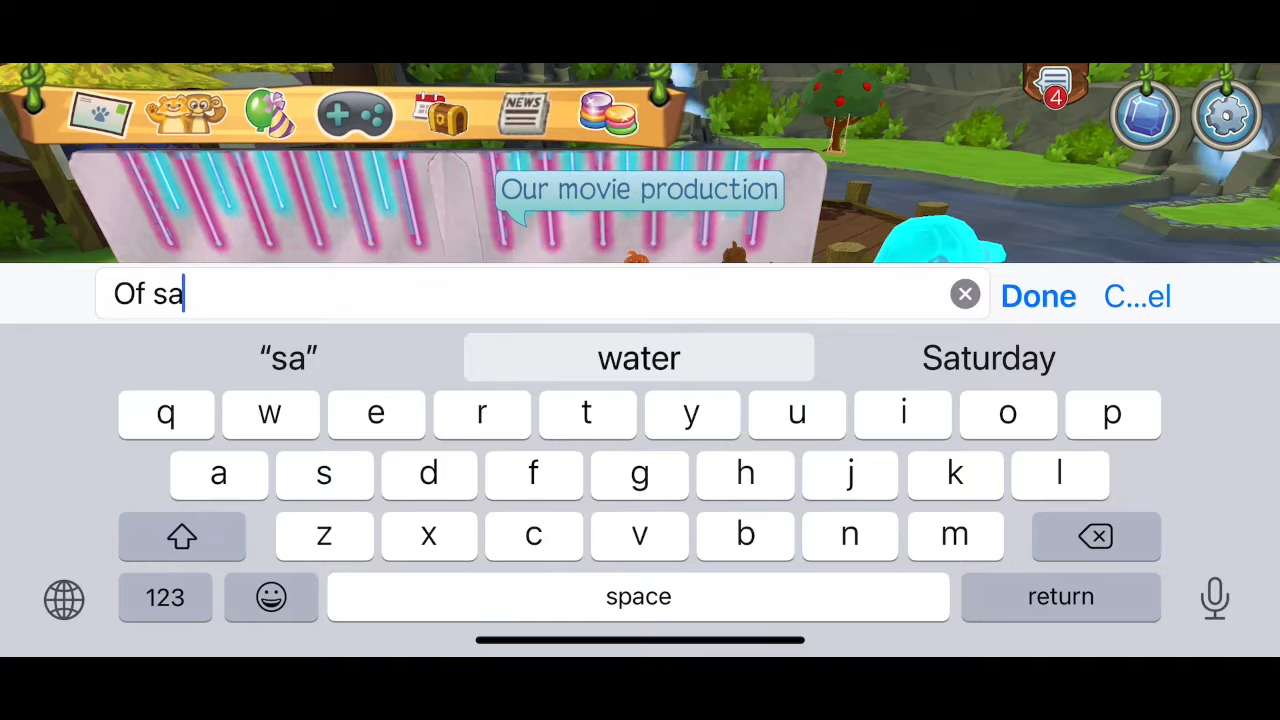 NEWS
4
Our movie production
Of sa
Done C...el
“sa” water Saturday
q w e r t y u i o p
a s d f g h j k l
z x c v b n m
123 space return